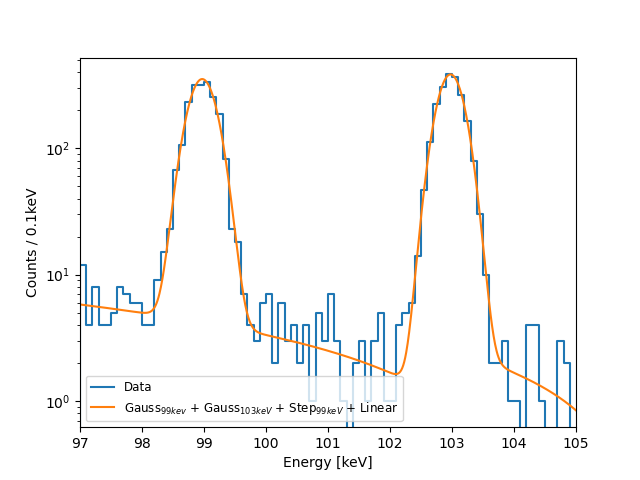 10²
10¹
10⁰
Counts / 0.1keV
Data
Gauss₉₉ₖₑᵥ + Gauss₁₀₃ₖₑV + Step₉₉ₖₑV + Linear
97 98 99 100 101 102 103 104 105
Energy [keV]